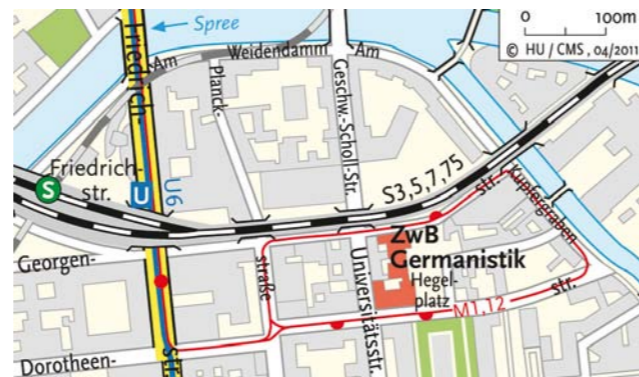 Spree
0 100m
© HU / CMS , 04/2011
Friedrich-
Am
Weidendamm
Am
Planck-
Geschw.-Scholl-Str.
S3,5,7,75
Friedrich-
str.
S
U
U6
str.
Kupfergraben
ZwB
Germanistik
Georgen-
straße
Universitätsstr.
Hegel-
platz
str.
M1,12
Dorotheen-
str.